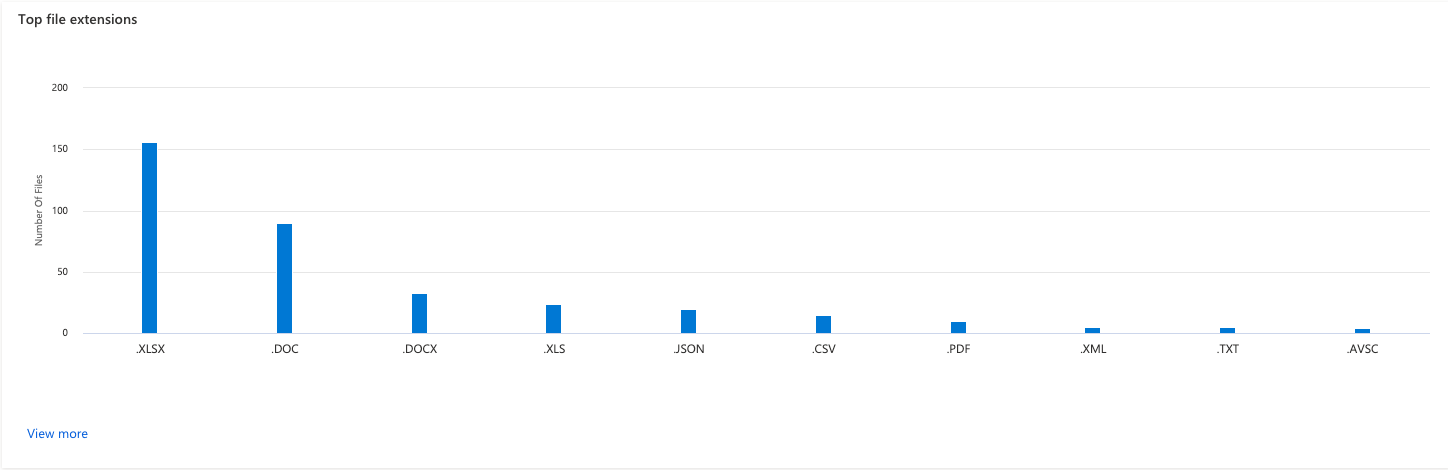 Top file extensions
200
150
100
50
0
Number Of Files
.XLSX
.DOC
.DOCX
.XLS
.JSON
.CSV
.PDF
.XML
.TXT
.AVSC
View more